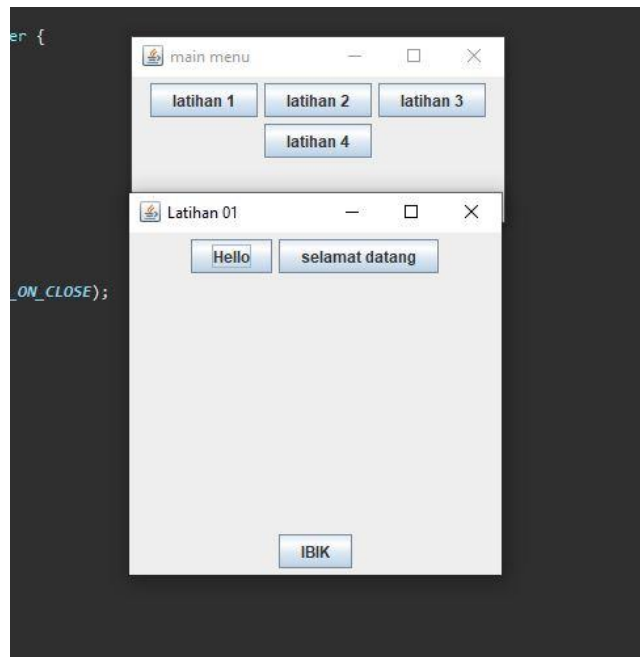 er {
main menu
latihan 1 latihan 2 latihan 3
latihan 4
Latihan 01
Hello selamat datang
_ON_CLOSE);
IBIK